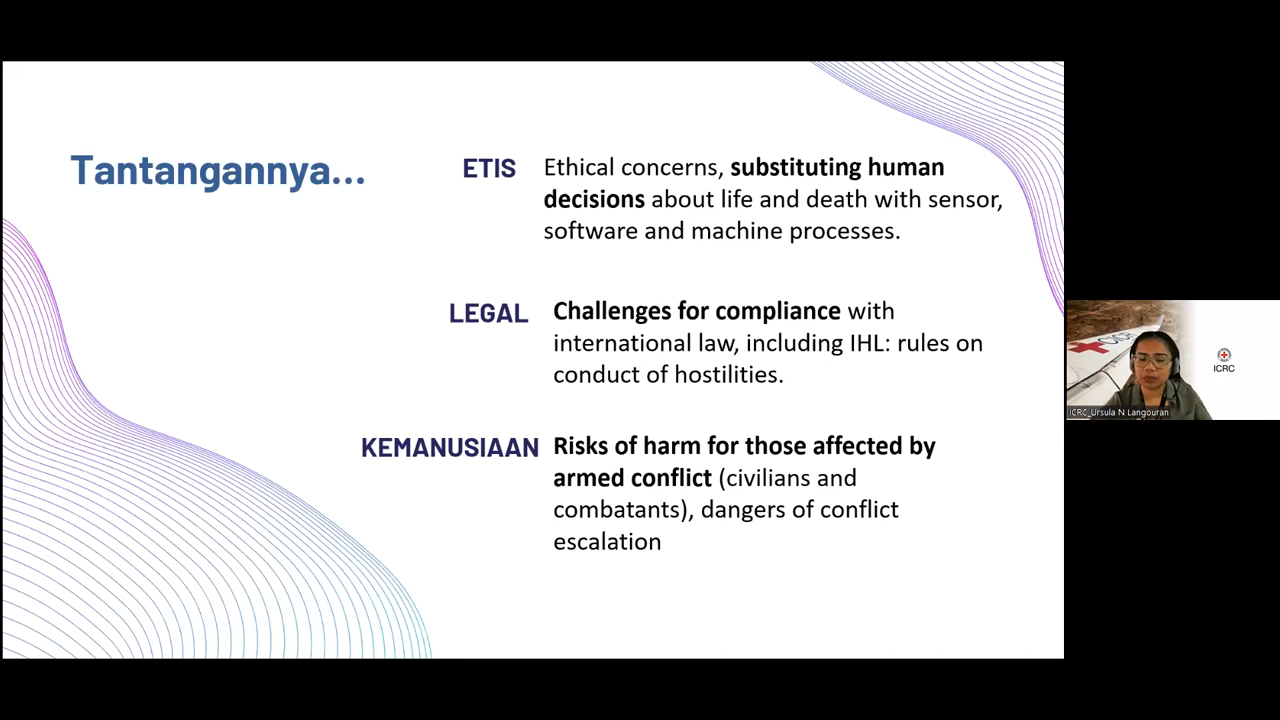 Tantangannya...
ETIS
Ethical concerns, substituting human
decisions about life and death with sensor,
software and machine processes.
LEGAL
Challenges for compliance with
international law, including IHL: rules on
conduct of hostilities.
KEMANUSIAAN
Risks of harm for those affected by
armed conflict (civilians and
combatants), dangers of conflict
escalation
CICR
ICRC
ICRC_Ursula N Langouran